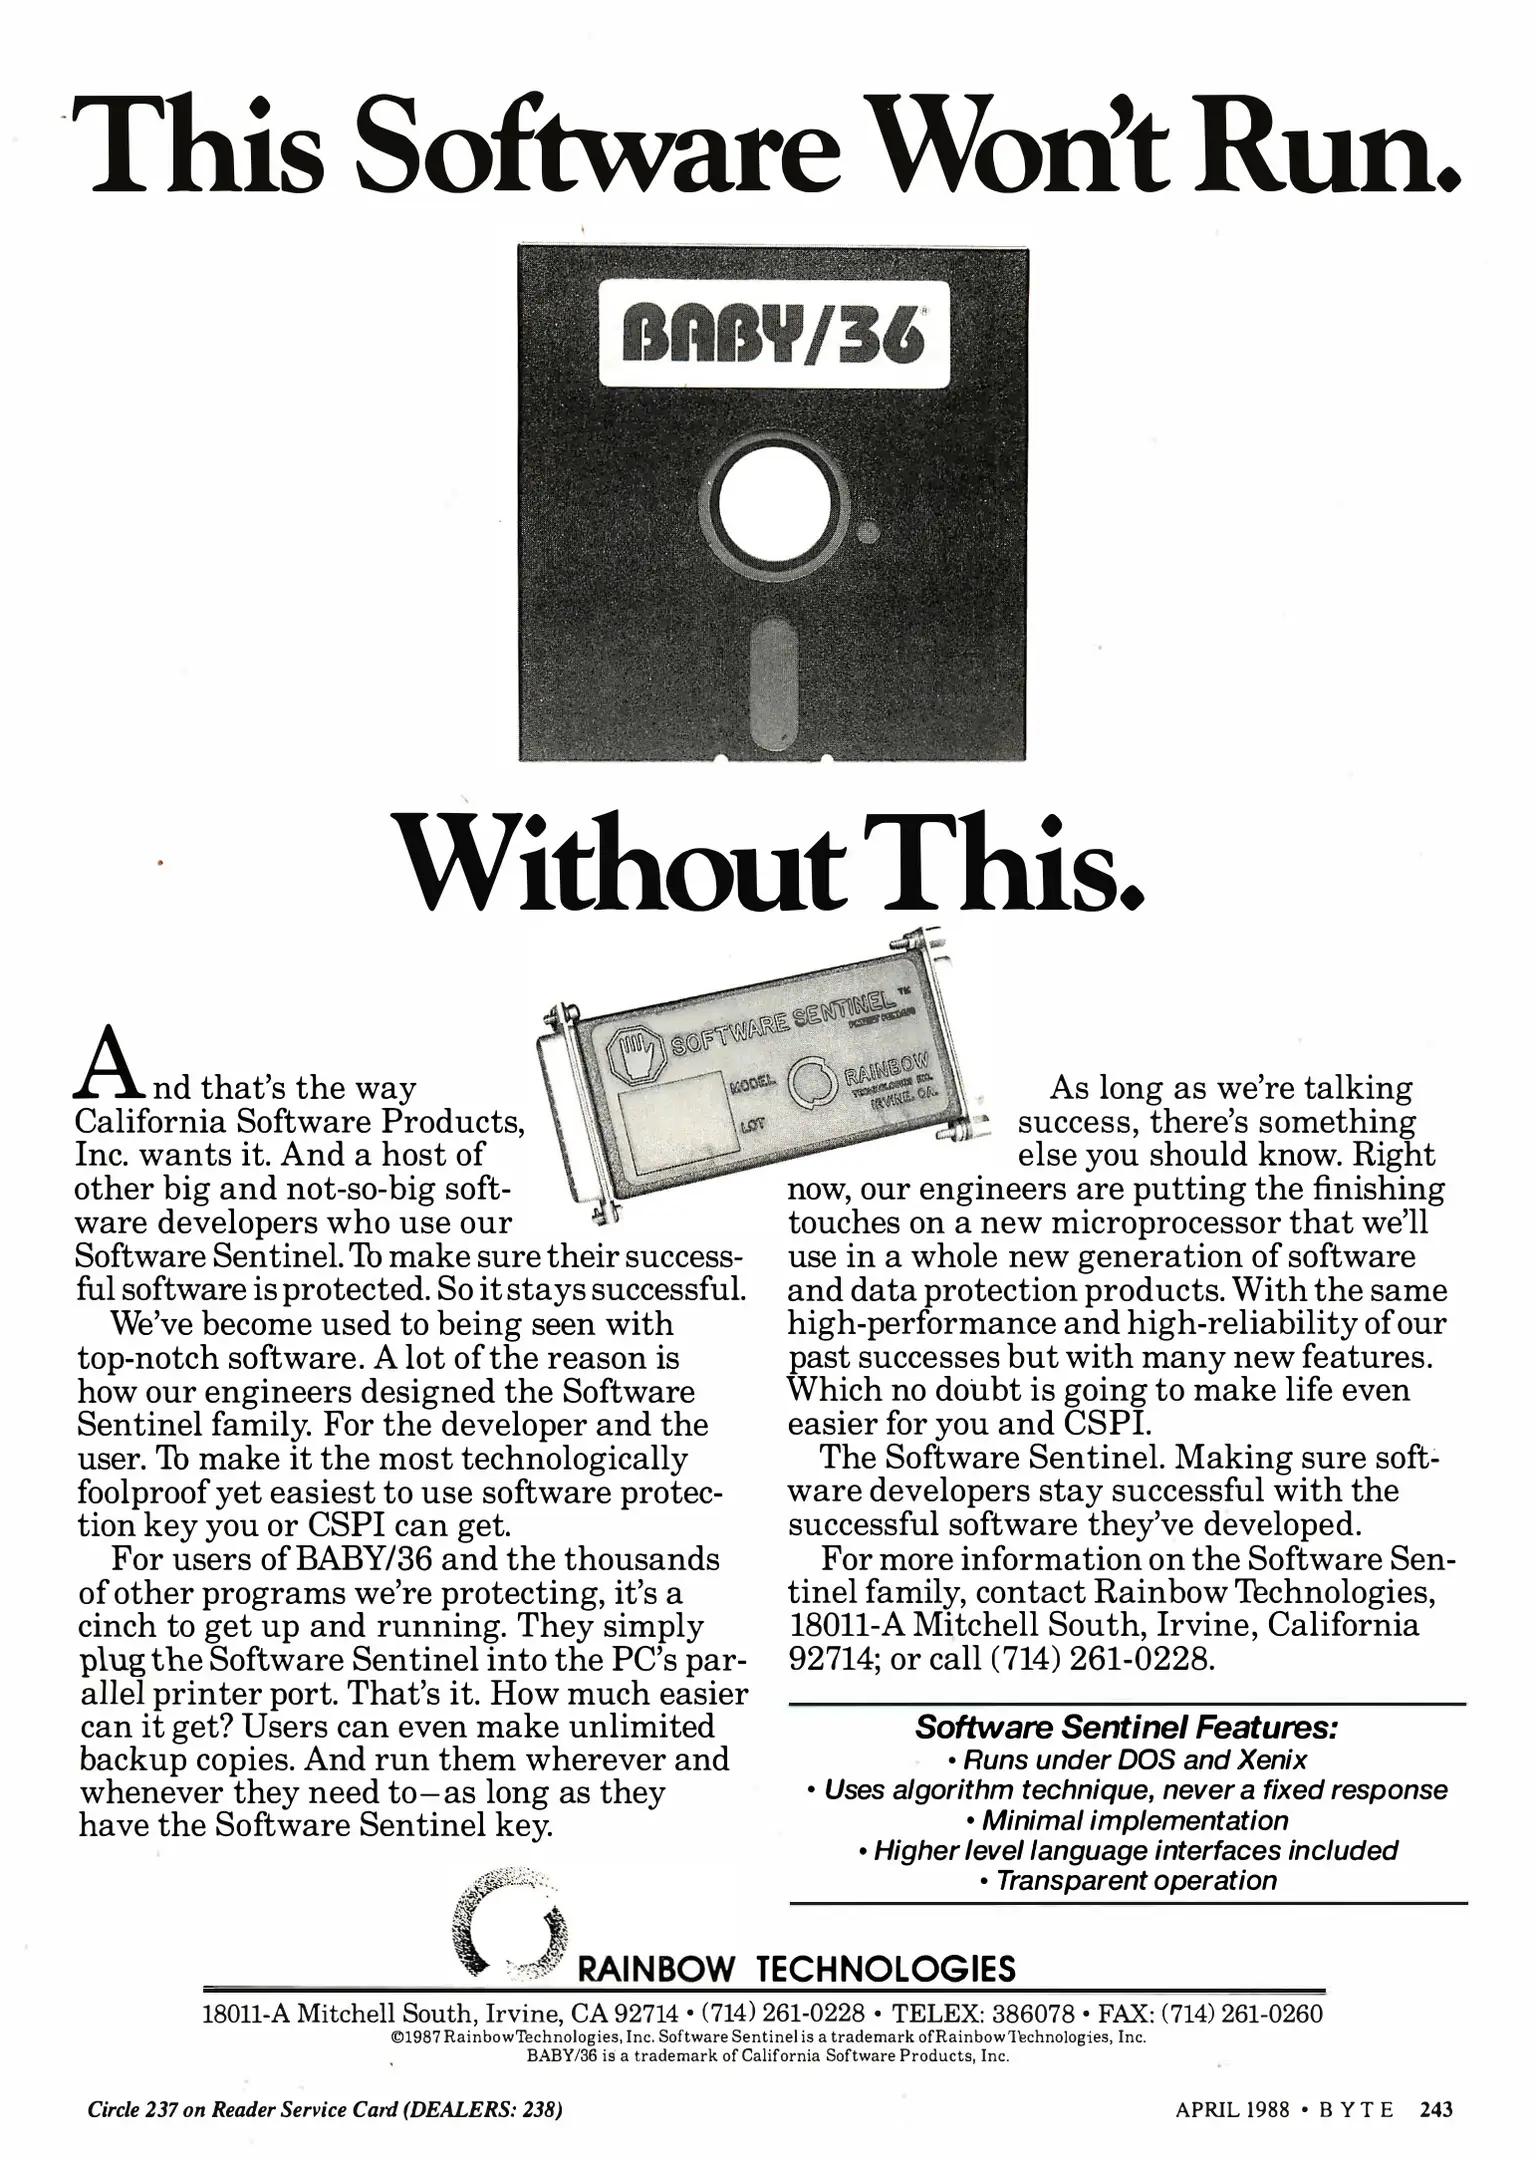 This Software Won't Run.
BABY/36®
Without This.
SOFTWARE SENTINEL™
PATENT PENDING
MODEL
LOT
RAINBOW
TECHNOLOGIES INC.
IRVINE, CA.
And that's the way
California Software Products,
Inc. wants it. And a host of
other big and not-so-big soft-
ware developers who use our
Software Sentinel. To make sure their success-
ful software is protected. So it stays successful.
We've become used to being seen with
top-notch software. A lot of the reason is
how our engineers designed the Software
Sentinel family. For the developer and the
user. To make it the most technologically
foolproof yet easiest to use software protec-
tion key you or CSPI can get.
For users of BABY/36 and the thousands
of other programs we're protecting, it's a
cinch to get up and running. They simply
plug the Software Sentinel into the PC's par-
allel printer port. That's it. How much easier
can it get? Users can even make unlimited
backup copies. And run them wherever and
whenever they need to—as long as they
have the Software Sentinel key.
As long as we're talking
success, there's something
else you should know. Right
now, our engineers are putting the finishing
touches on a new microprocessor that we'll
use in a whole new generation of software
and data protection products. With the same
high-performance and high-reliability of our
past successes but with many new features.
Which no doubt is going to make life even
easier for you and CSPI.
The Software Sentinel. Making sure soft-
ware developers stay successful with the
successful software they've developed.
For more information on the Software Sen-
tinel family, contact Rainbow Technologies,
18011-A Mitchell South, Irvine, California
92714; or call (714) 261-0228.
Software Sentinel Features:
• Runs under DOS and Xenix
• Uses algorithm technique, never a fixed response
• Minimal implementation
• Higher level language interfaces included
• Transparent operation
RAINBOW TECHNOLOGIES
18011-A Mitchell South, Irvine, CA 92714 • (714) 261-0228 • TELEX: 386078 • FAX: (714) 261-0260
©1987 Rainbow Technologies, Inc. Software Sentinel is a trademark of Rainbow Technologies, Inc.
BABY/36 is a trademark of California Software Products, Inc.
Circle 237 on Reader Service Card (DEALERS: 238)
APRIL 1988 • BYTE 243